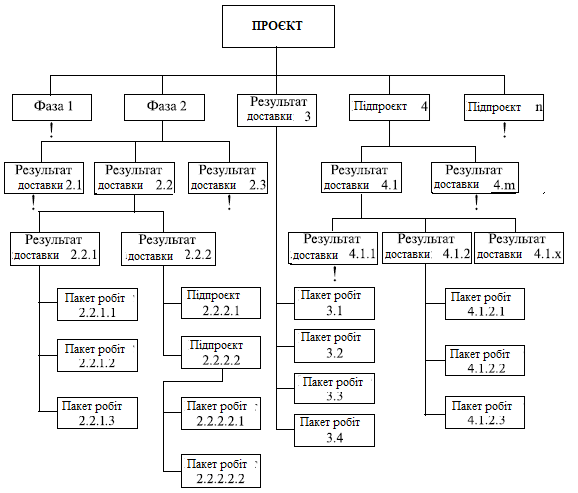 ПРОЄКТ
Фаза 1
Фаза 2
Результат
доставки 3
Підпроєкт 4
Підпроєкт n
!
!
Результат
доставки 2.1
Результат
доставки 2.2
Результат
доставки 2.3
Результат
доставки 4.1
Результат
доставки 4.m
!
!
!
Результат
доставки 2.2.1
Результат
доставки 2.2.2
Результат
доставки 4.1.1
Результат
доставки 4.1.2
Результат
доставки 4.1.x
!
Пакет робіт
2.2.1.1
Підпроєкт
2.2.2.1
Пакет робіт
3.1
Пакет робіт
4.1.2.1
Пакет робіт
2.2.1.2
Підпроєкт
2.2.2.2
Пакет робіт
3.2
Пакет робіт
4.1.2.2
Пакет робіт
3.3
Пакет робіт
2.2.1.3
Пакет робіт
2.2.2.2.1
Пакет робіт
3.4
Пакет робіт
4.1.2.3
Пакет робіт
2.2.2.2.2